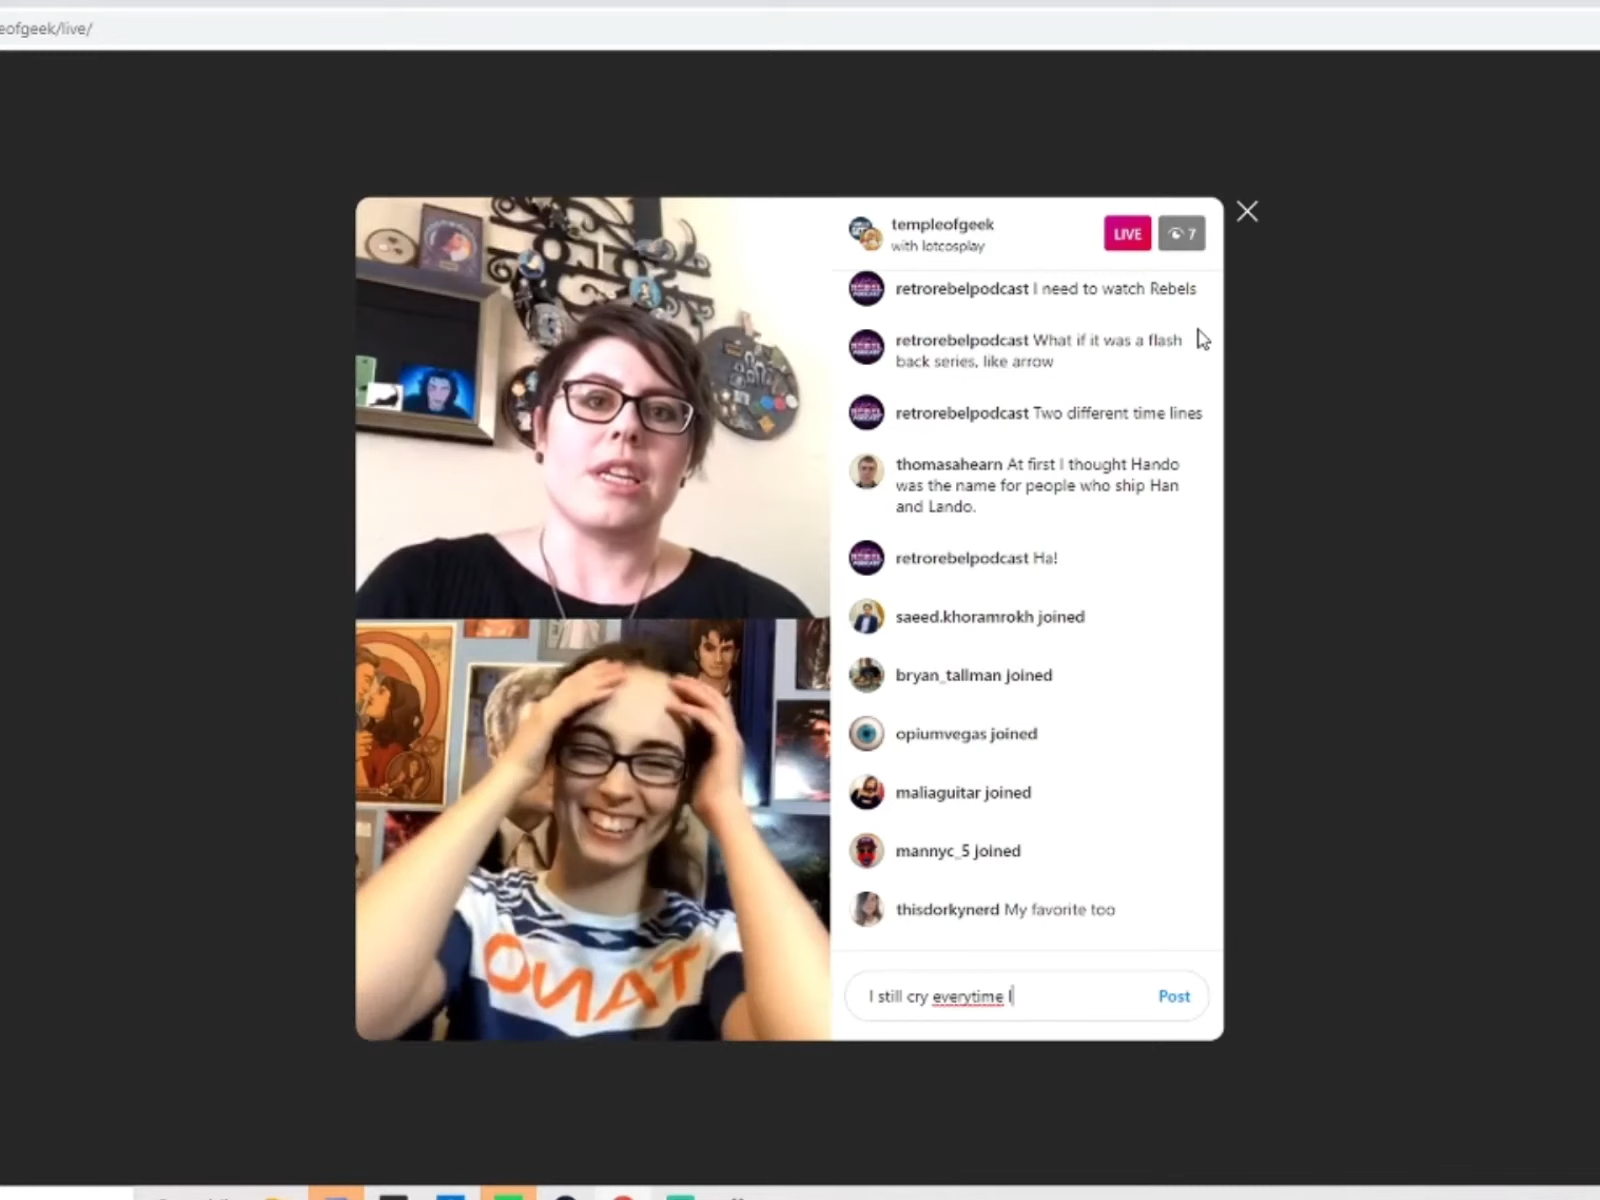 eofgeek/live/
templeofgeek
with lotcosplay
LIVE
7
retrorebelpodcast I need to watch Rebels
retrorebelpodcast What if it was a flash
back series, like arrow
retrorebelpodcast Two different time lines
thomasahearn At first I thought Hando
was the name for people who ship Han
and Lando.
retrorebelpodcast Ha!
saeed.khoramrokh joined
bryan_tallman joined
opiumvegas joined
maliaguitar joined
mannyc_5 joined
thisdorkynerd My favorite too
I still cry everytime I
Post
TANO